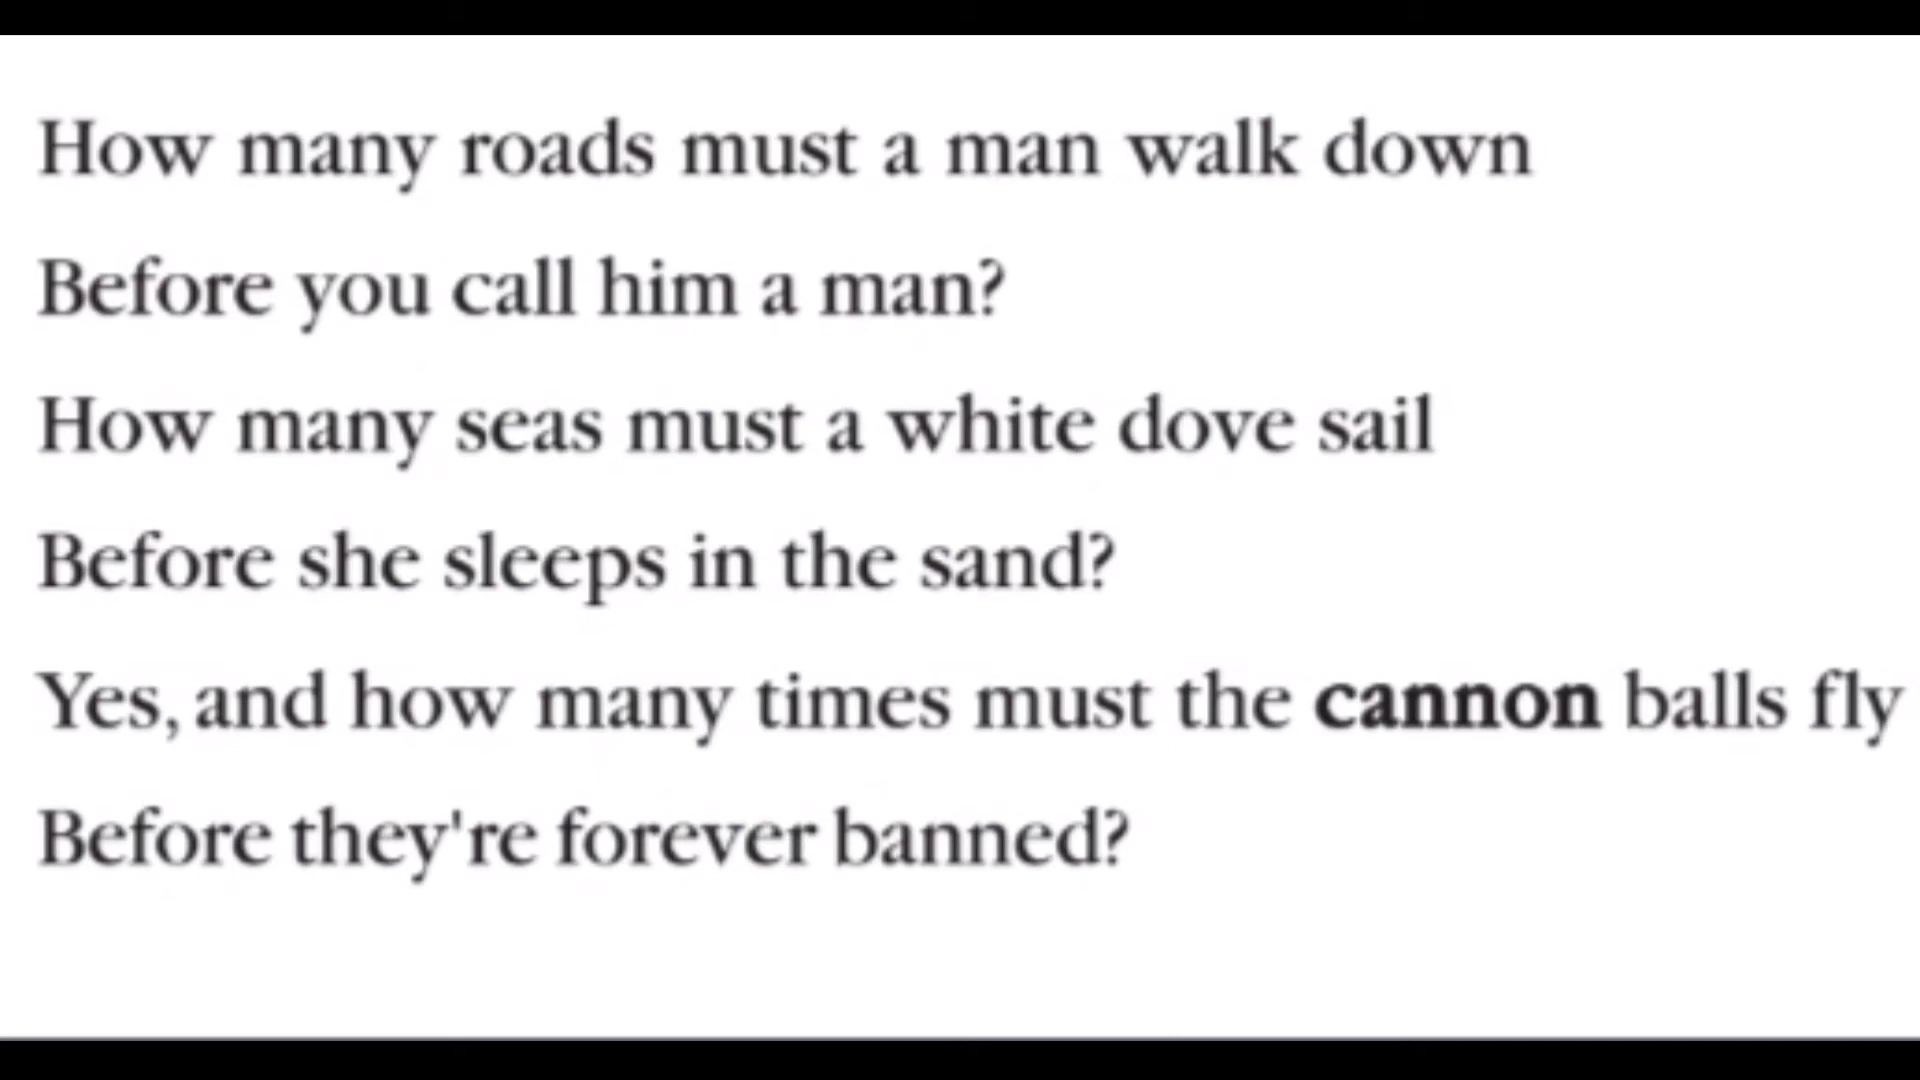 How many roads must a man walk down
Before you call him a man?
How many seas must a white dove sail
Before she sleeps in the sand?
Yes, and how many times must the cannon balls fly
Before they're forever banned?